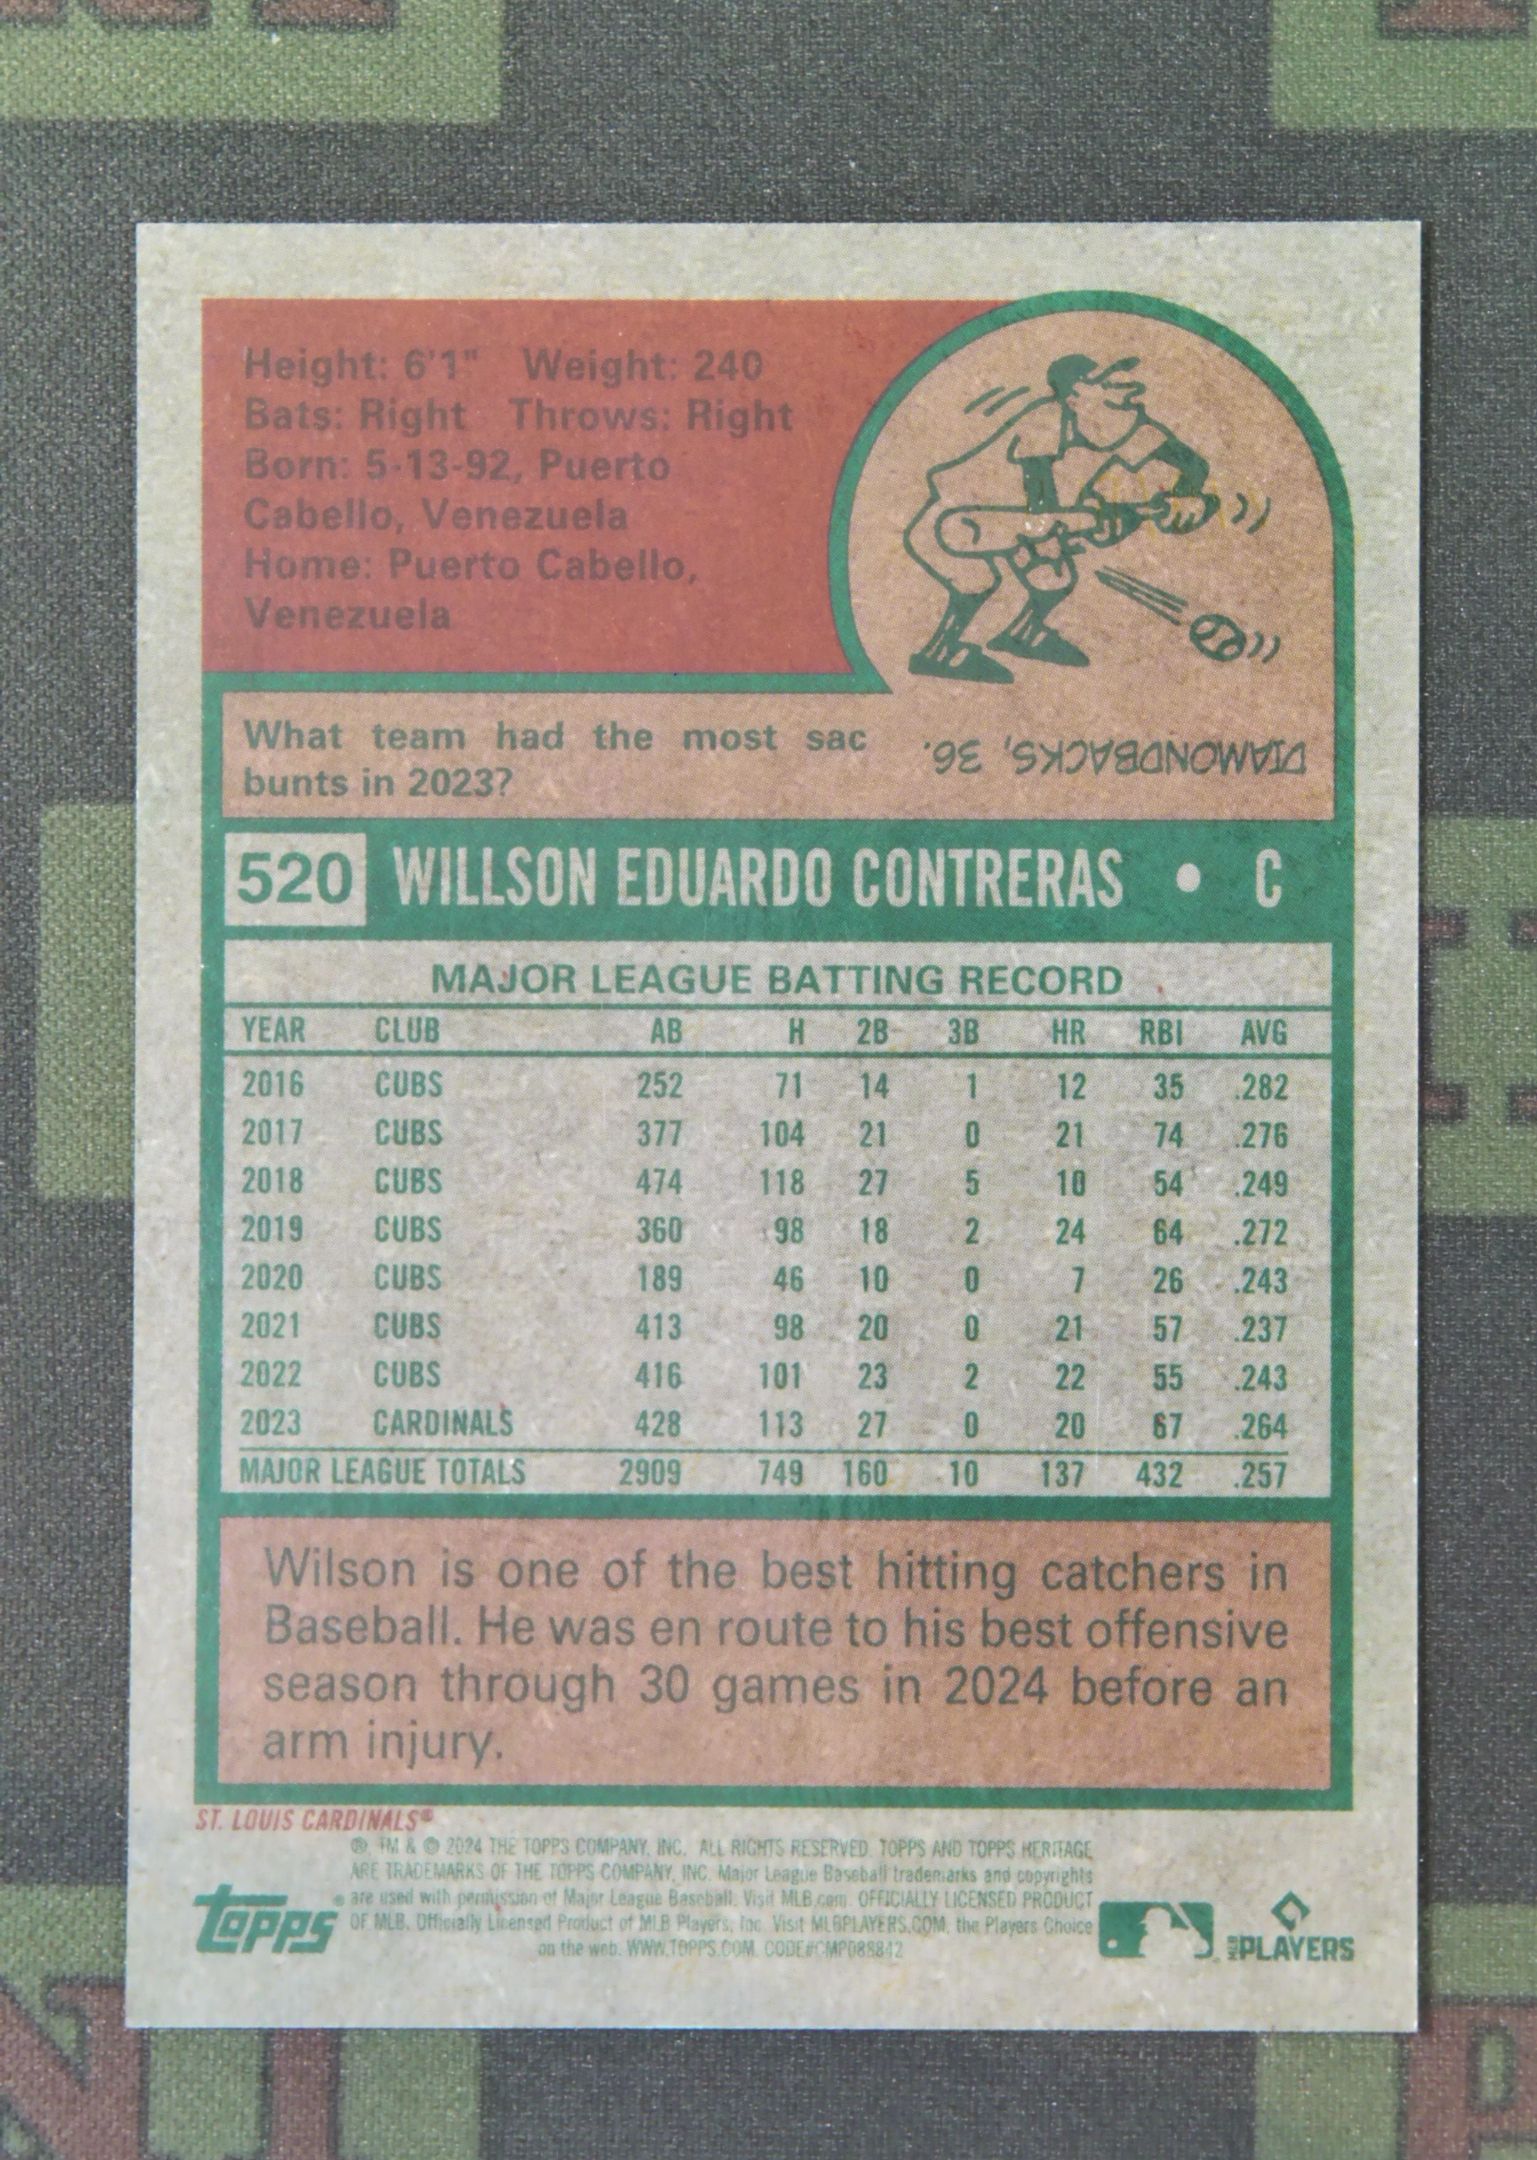 Height: 6'1" Weight: 240
Bats: Right Throws: Right
Born: 5-13-92, Puerto
Cabello, Venezuela
Home: Puerto Cabello,
Venezuela
What team had the most sac
bunts in 2023?
DIAMONDBACKS, 36.
520 WILLSON EDUARDO CONTRERAS • C
MAJOR LEAGUE BATTING RECORD
YEAR CLUB AB H 2B 3B HR RBI AVG
2016 CUBS 252 71 14 1 12 35 .282
2017 CUBS 377 104 21 0 21 74 .276
2018 CUBS 474 118 27 5 10 54 .249
2019 CUBS 360 98 18 2 24 64 .272
2020 CUBS 189 46 10 0 7 26 .243
2021 CUBS 413 98 20 0 21 57 .237
2022 CUBS 416 101 23 2 22 55 .243
2023 CARDINALS 428 113 27 0 20 67 .264
MAJOR LEAGUE TOTALS 2909 749 160 10 137 432 .257
Wilson is one of the best hitting catchers in
Baseball. He was en route to his best offensive
season through 30 games in 2024 before an
arm injury.
ST. LOUIS CARDINALS®
®, TM & © 2024 THE TOPPS COMPANY, INC. ALL RIGHTS RESERVED. TOPPS AND TOPPS HERITAGE
ARE TRADEMARKS OF THE TOPPS COMPANY, INC. Major League Baseball trademarks and copyrights
are used with permission of Major League Baseball. Visit MLB.com. OFFICIALLY LICENSED PRODUCT
OF MLB. Officially Licensed Product of MLB Players, Inc. Visit MLBPLAYERS.COM, the Players Choice
on the web. WWW.TOPPS.COM. CODE#CMP088842
Topps®
MLB PLAYERS